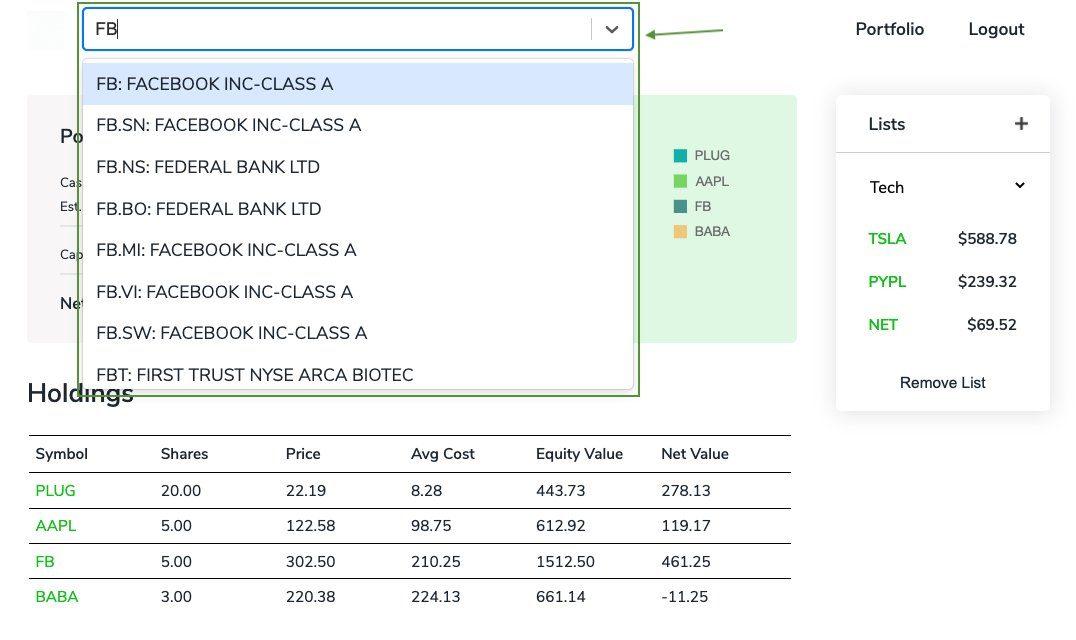 FB
Portfolio Logout
FB: FACEBOOK INC-CLASS A
FB.SN: FACEBOOK INC-CLASS A
FB.NS: FEDERAL BANK LTD
FB.BO: FEDERAL BANK LTD
FB.MI: FACEBOOK INC-CLASS A
FB.VI: FACEBOOK INC-CLASS A
FB.SW: FACEBOOK INC-CLASS A
FBT: FIRST TRUST NYSE ARCA BIOTEC
Po
Cas
Est.
Cap
Net
PLUG
AAPL
FB
BABA
Lists +
Tech
TSLA $588.78
PYPL $239.32
NET $69.52
Remove List
Holdings
Symbol Shares Price Avg Cost Equity Value Net Value
PLUG 20.00 22.19 8.28 443.73 278.13
AAPL 5.00 122.58 98.75 612.92 119.17
FB 5.00 302.50 210.25 1512.50 461.25
BABA 3.00 220.38 224.13 661.14 -11.25